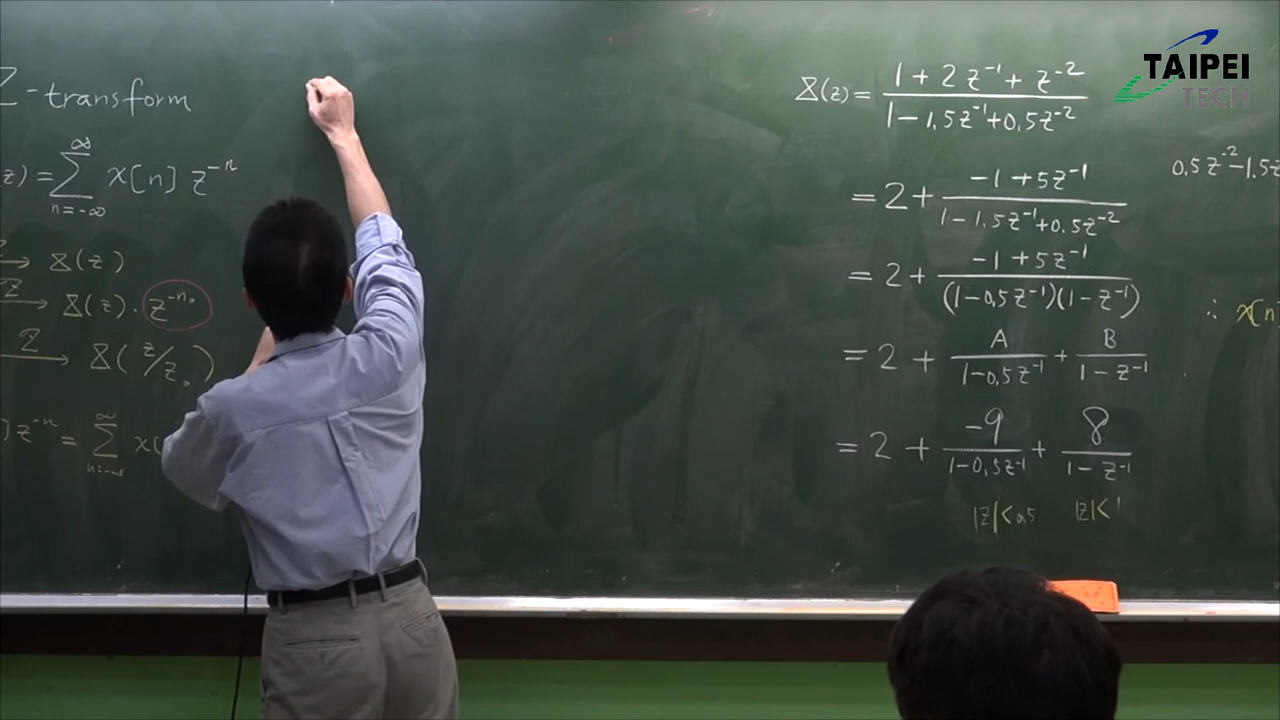 Z-transform
z) = ∑_{n=-∞}^{∞} x[n] z^{-n}
X(z)
Z X(z) · z^{-n₀}
Z X( z/z₀ )
] z^{-n} = ∑_{n=-∞}^{∞} x(
X(z) = (1 + 2z^{-1} + z^{-2}) / (1 - 1.5z^{-1} + 0.5z^{-2})
= 2 + (-1 + 5z^{-1}) / (1 - 1.5z^{-1} + 0.5z^{-2})
= 2 + (-1 + 5z^{-1}) / ((1 - 0.5z^{-1})(1 - z^{-1}))
= 2 + A / (1 - 0.5z^{-1}) + B / (1 - z^{-1})
= 2 + -9 / (1 - 0.5z^{-1}) + 8 / (1 - z^{-1})
|z| < 0.5 |z| < 1
0.5z^{-2} - 1.5z
∴ x[n
TAIPEI
TECH